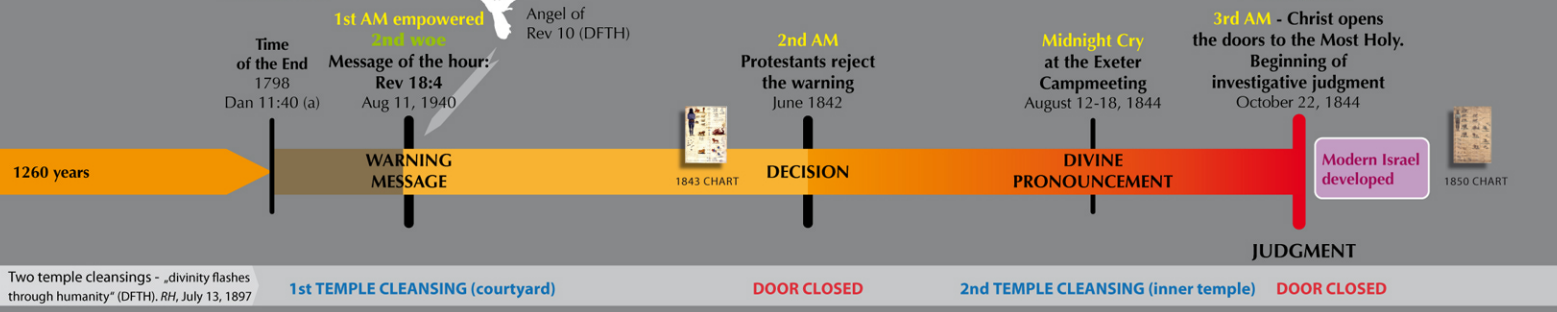 1st AM empowered
2nd woe
Message of the hour:
Rev 18:4
Aug 11, 1940
Angel of
Rev 10 (DFTH)
Time
of the End
1798
Dan 11:40 (a)
2nd AM
Protestants reject
the warning
June 1842
Midnight Cry
at the Exeter
Campmeeting
August 12-18, 1844
3rd AM - Christ opens
the doors to the Most Holy.
Beginning of
investigative judgment
October 22, 1844
1260 years
WARNING
MESSAGE
1843 CHART
DECISION
DIVINE
PRONOUNCEMENT
Modern Israel
developed
1850 CHART
JUDGMENT
Two temple cleansings - „divinity flashes
through humanity“ (DFTH). RH, July 13, 1897
1st TEMPLE CLEANSING (courtyard)
DOOR CLOSED
2nd TEMPLE CLEANSING (inner temple)
DOOR CLOSED